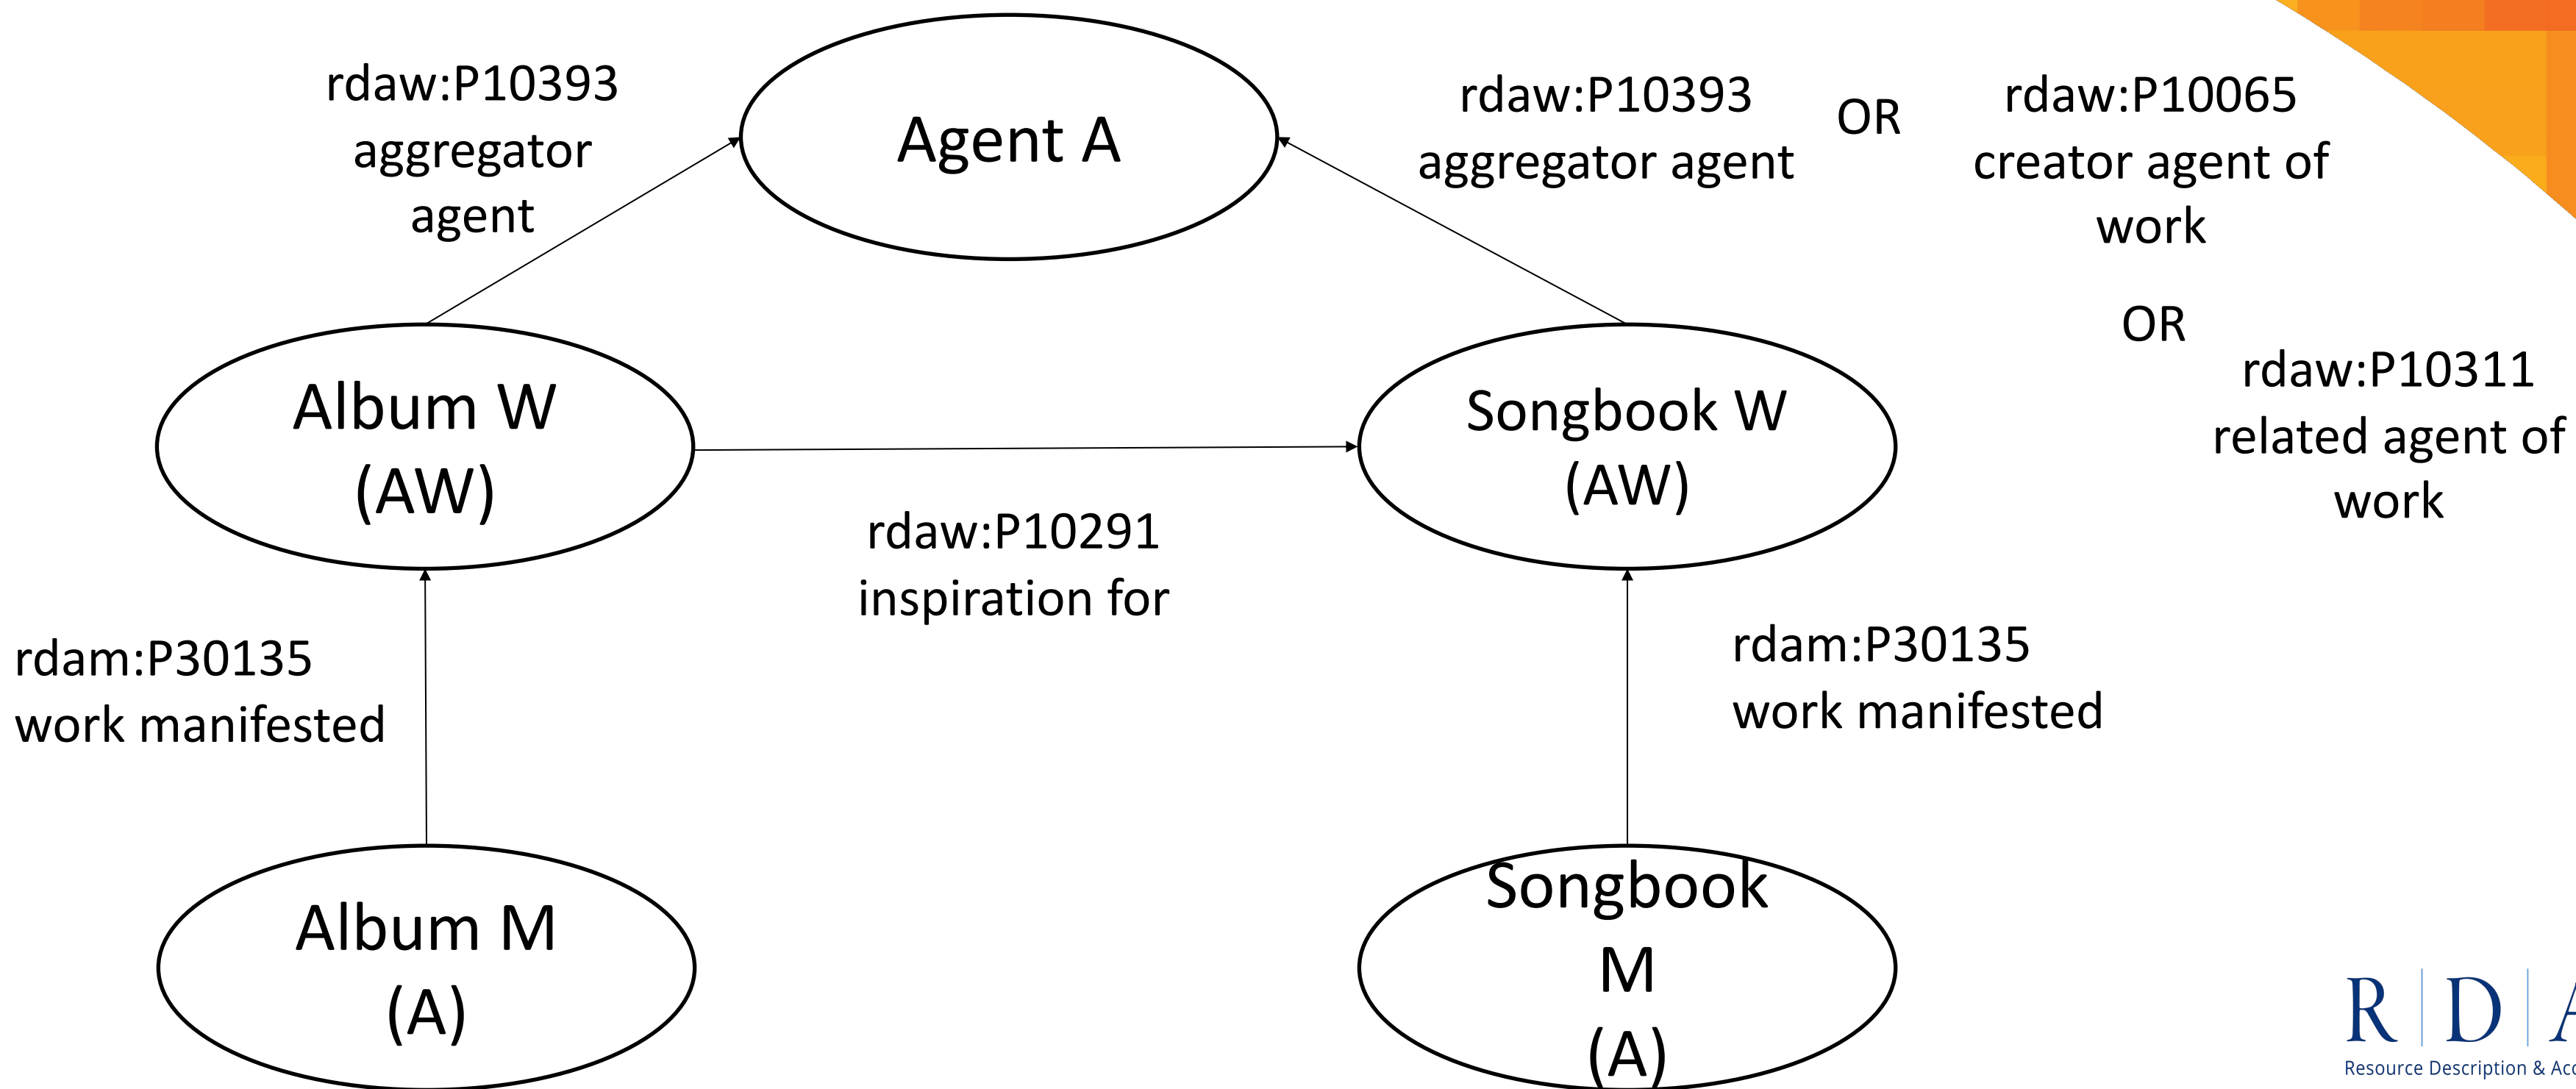 rdaw:P10393
aggregator
agent
Agent A
rdaw:P10393
aggregator agent
OR
rdaw:P10065
creator agent of
work
OR
rdaw:P10311
related agent of
work
Album W
(AW)
Songbook W
(AW)
rdaw:P10291
inspiration for
rdam:P30135
work manifested
rdam:P30135
work manifested
Album M
(A)
Songbook
M
(A)
R D A
Resource Description &